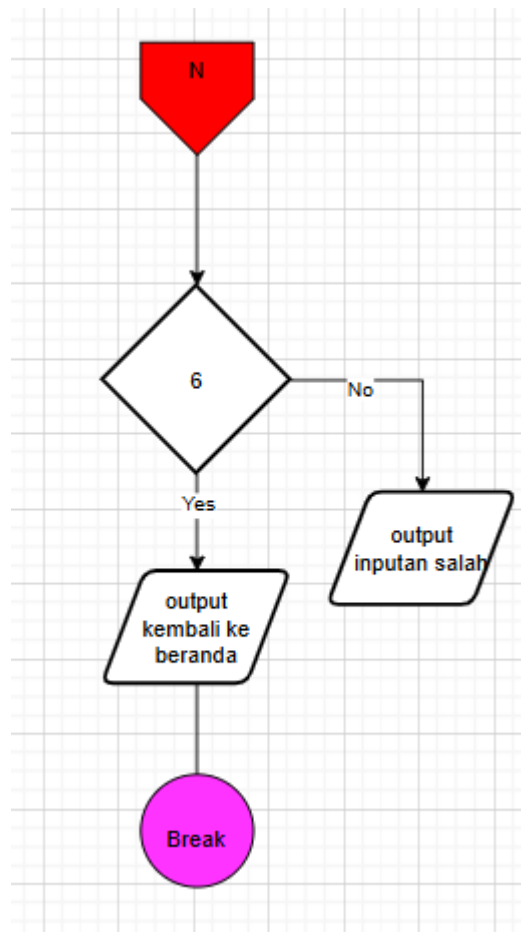 N
6
No
Yes
output
inputan salah
output
kembali ke
beranda
Break